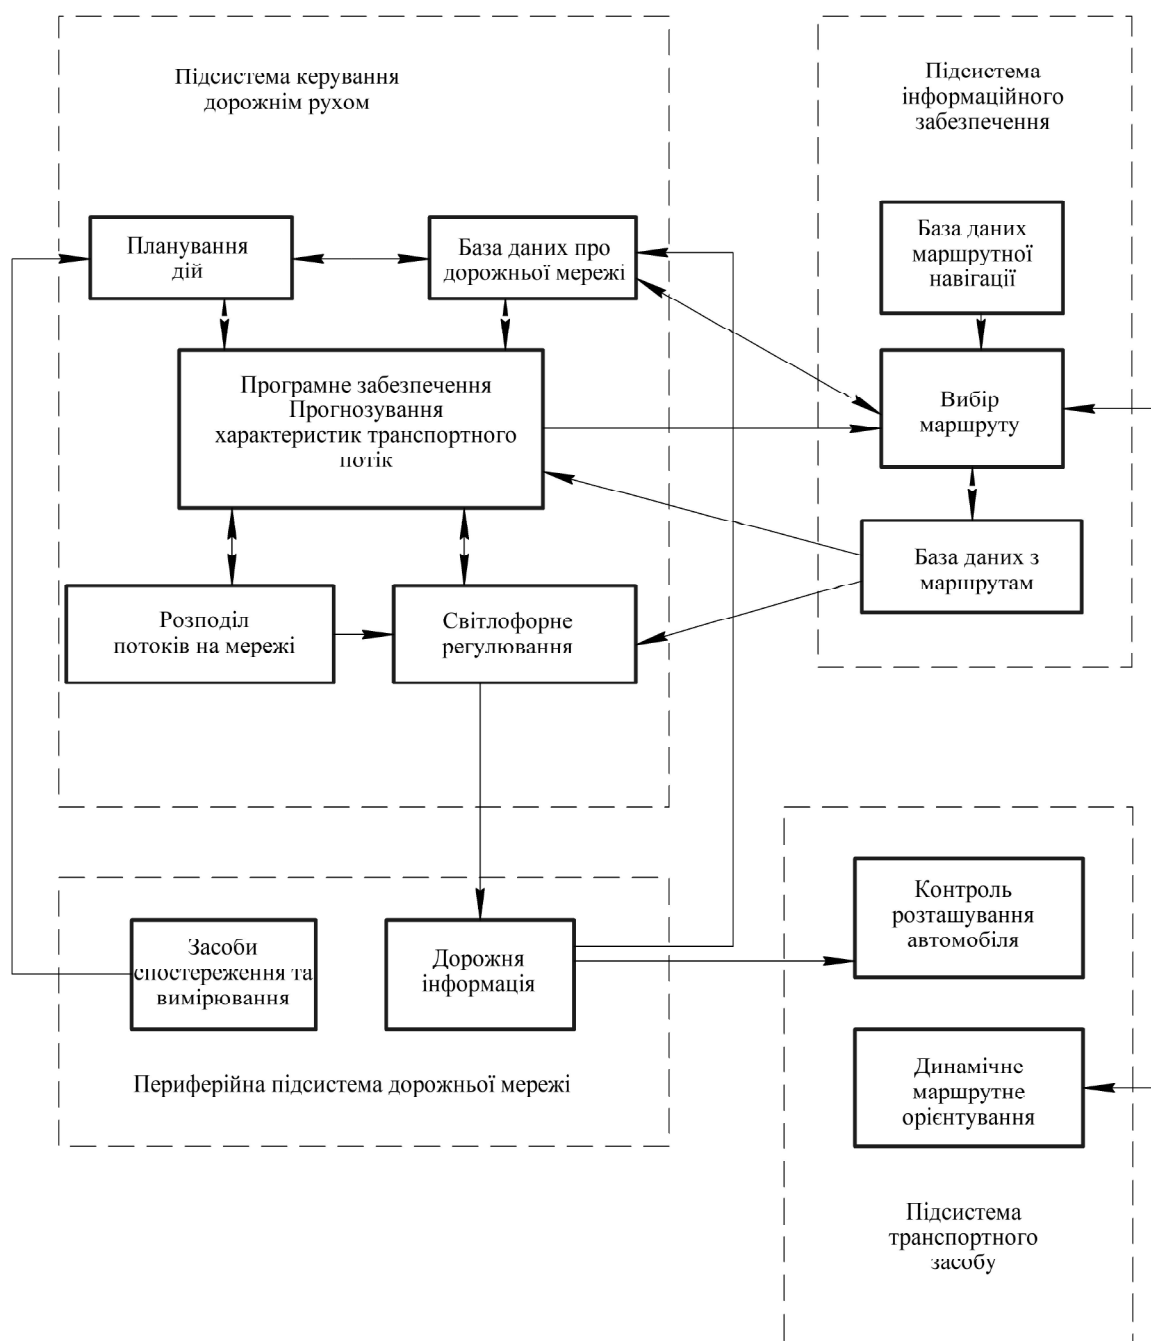 Підсистема керування
дорожнім рухом
Підсистема
інформаційного
забезпечення
Планування
дій
База даних про
дорожньої мережі
База даних
маршрутної
навігації
Програмне забезпечення
Прогнозування
характеристик транспортного
потік
Вибір
маршруту
База даних з
маршрутам
Розподіл
потоків на мережі
Світлофорне
регулювання
Контроль
розташування
автомобіля
Засоби
спостереження та
вимірювання
Дорожня
інформація
Периферійна підсистема дорожньої мережі
Динамічне
маршрутне
орієнтування
Підсистема
транспортного
засобу